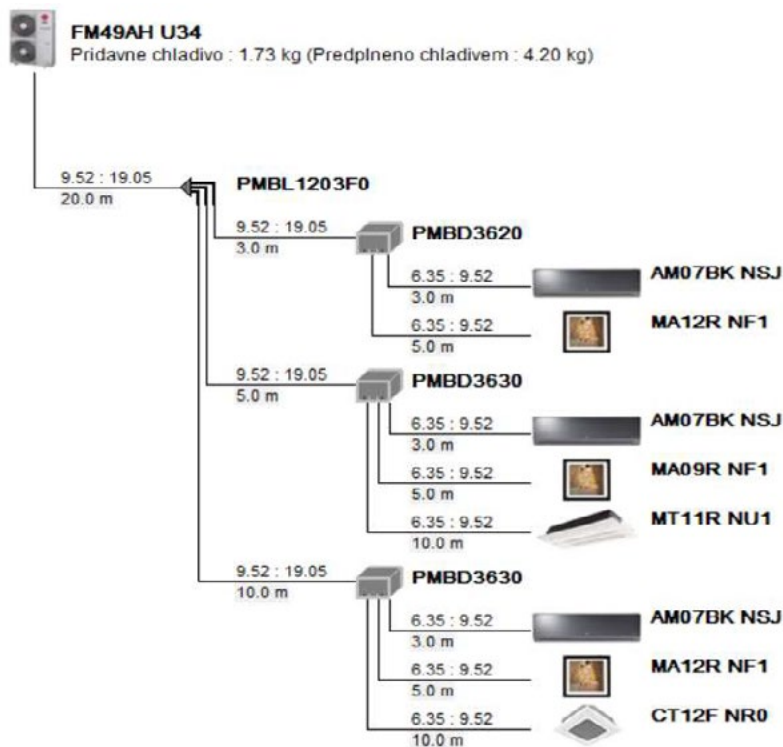 FM49AH U34
Pridavne chladivo : 1.73 kg (Predplneno chladivem : 4.20 kg)
9.52 : 19.05
20.0 m
PMBL1203F0
9.52 : 19.05
3.0 m
PMBD3620
6.35 : 9.52
3.0 m
AM07BK NSJ
6.35 : 9.52
5.0 m
MA12R NF1
9.52 : 19.05
5.0 m
PMBD3630
6.35 : 9.52
3.0 m
AM07BK NSJ
6.35 : 9.52
5.0 m
MA09R NF1
6.35 : 9.52
10.0 m
MT11R NU1
9.52 : 19.05
10.0 m
PMBD3630
6.35 : 9.52
3.0 m
AM07BK NSJ
6.35 : 9.52
5.0 m
MA12R NF1
6.35 : 9.52
10.0 m
CT12F NR0